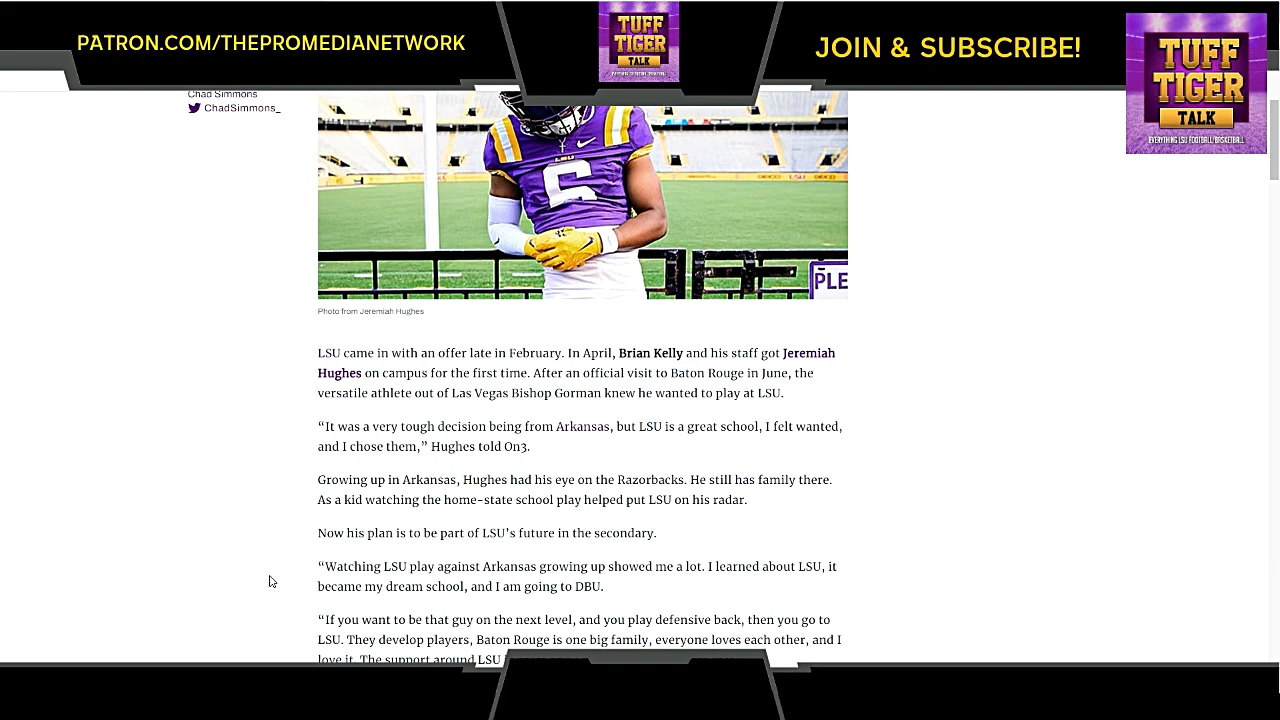 PATRON.COM/THEPROMEDIANETWORK
TUFF
TIGER
TALK
JOIN & SUBSCRIBE!
TUFF
TIGER
TALK
EVERYTHING LSU FOOTBALL/BASKETBALL
Chad Simmons
ChadSimmons_
LSU
6
PLE
Photo from Jeremiah Hughes
LSU came in with an offer late in February. In April, Brian Kelly and his staff got Jeremiah
Hughes on campus for the first time. After an official visit to Baton Rouge in June, the
versatile athlete out of Las Vegas Bishop Gorman knew he wanted to play at LSU.
“It was a very tough decision being from Arkansas, but LSU is a great school, I felt wanted,
and I chose them,” Hughes told On3.
Growing up in Arkansas, Hughes had his eye on the Razorbacks. He still has family there.
As a kid watching the home-state school play helped put LSU on his radar.
Now his plan is to be part of LSU’s future in the secondary.
“Watching LSU play against Arkansas growing up showed me a lot. I learned about LSU, it
became my dream school, and I am going to DBU.
“If you want to be that guy on the next level, and you play defensive back, then you go to
LSU. They develop players, Baton Rouge is one big family, everyone loves each other, and I
love it. The support around LSU